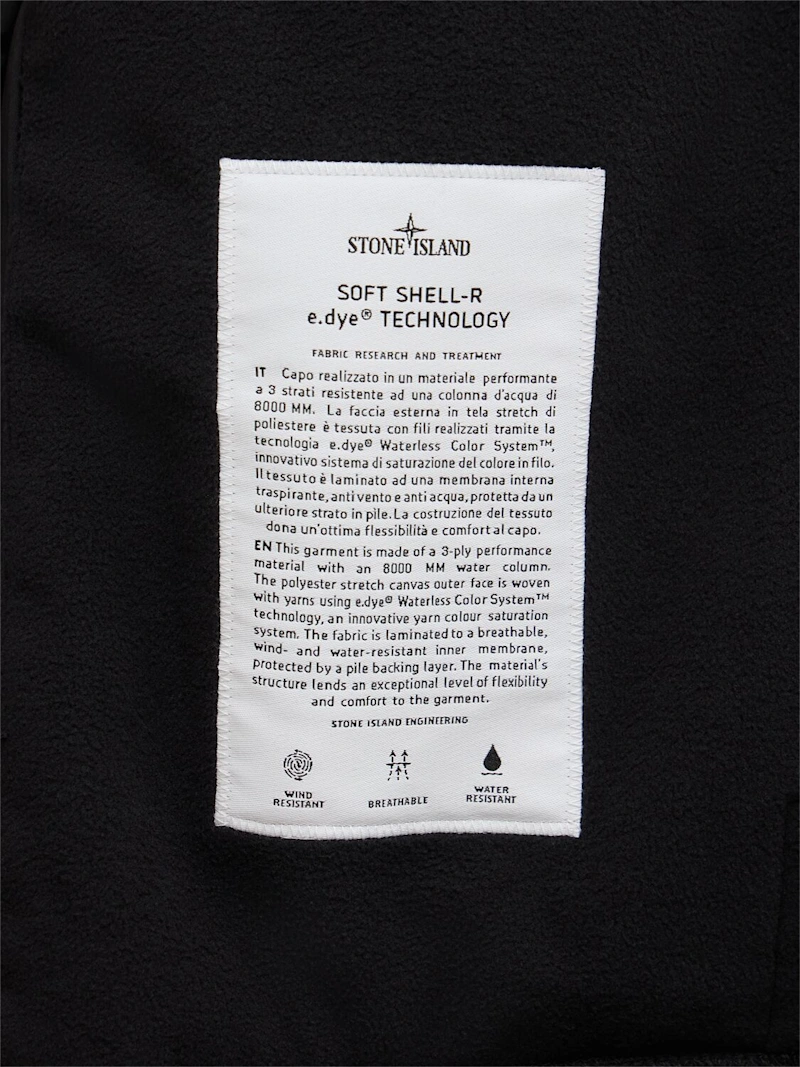 STONE ISLAND
SOFT SHELL-R
e.dye® TECHNOLOGY
FABRIC RESEARCH AND TREATMENT
IT Capo realizzato in un materiale performante
a 3 strati resistente ad una colonna d'acqua di
8000 MM. La faccia esterna in tela stretch di
poliestere è tessuta con fili realizzati tramite la
tecnologia e.dye® Waterless Color System™,
innovativo sistema di saturazione del colore in filo.
Il tessuto è laminato ad una membrana interna
traspirante, anti vento e anti acqua, protetta da un
ulteriore strato in pile. La costruzione del tessuto
dona un'ottima flessibilità e comfort al capo.
EN This garment is made of a 3-ply performance
material with an 8000 MM water column.
The polyester stretch canvas outer face is woven
with yarns using e.dye® Waterless Color System™
technology, an innovative yarn colour saturation
system. The fabric is laminated to a breathable,
wind- and water-resistant inner membrane,
protected by a pile backing layer. The material's
structure lends an exceptional level of flexibility
and comfort to the garment.
STONE ISLAND ENGINEERING
WIND
RESISTANT
BREATHABLE
WATER
RESISTANT